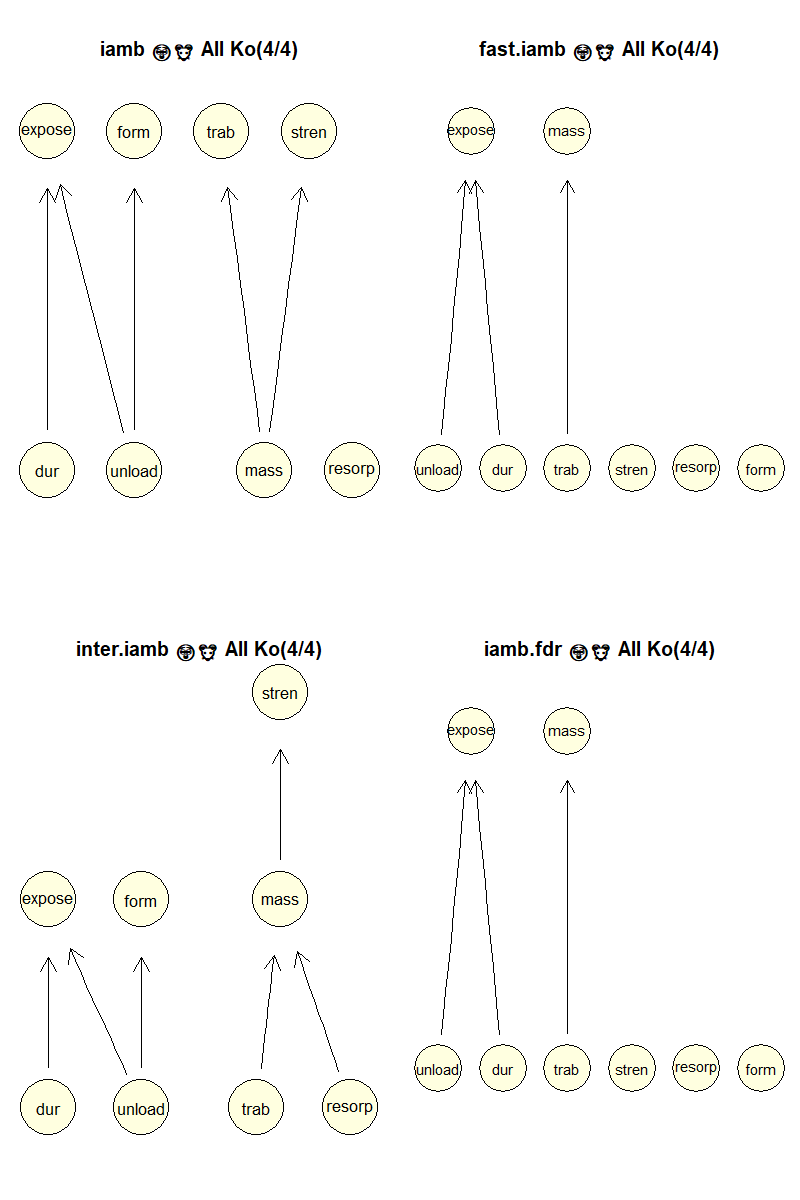 iamb 😷🐭 All Ko(4/4)
expose form trab stren
dur unload mass resorp
fast.iamb 😷🐭 All Ko(4/4)
expose mass
unload dur trab stren resorp form
inter.iamb 😷🐭 All Ko(4/4)
stren
expose form mass
dur unload trab resorp
iamb.fdr 😷🐭 All Ko(4/4)
expose mass
unload dur trab stren resorp form